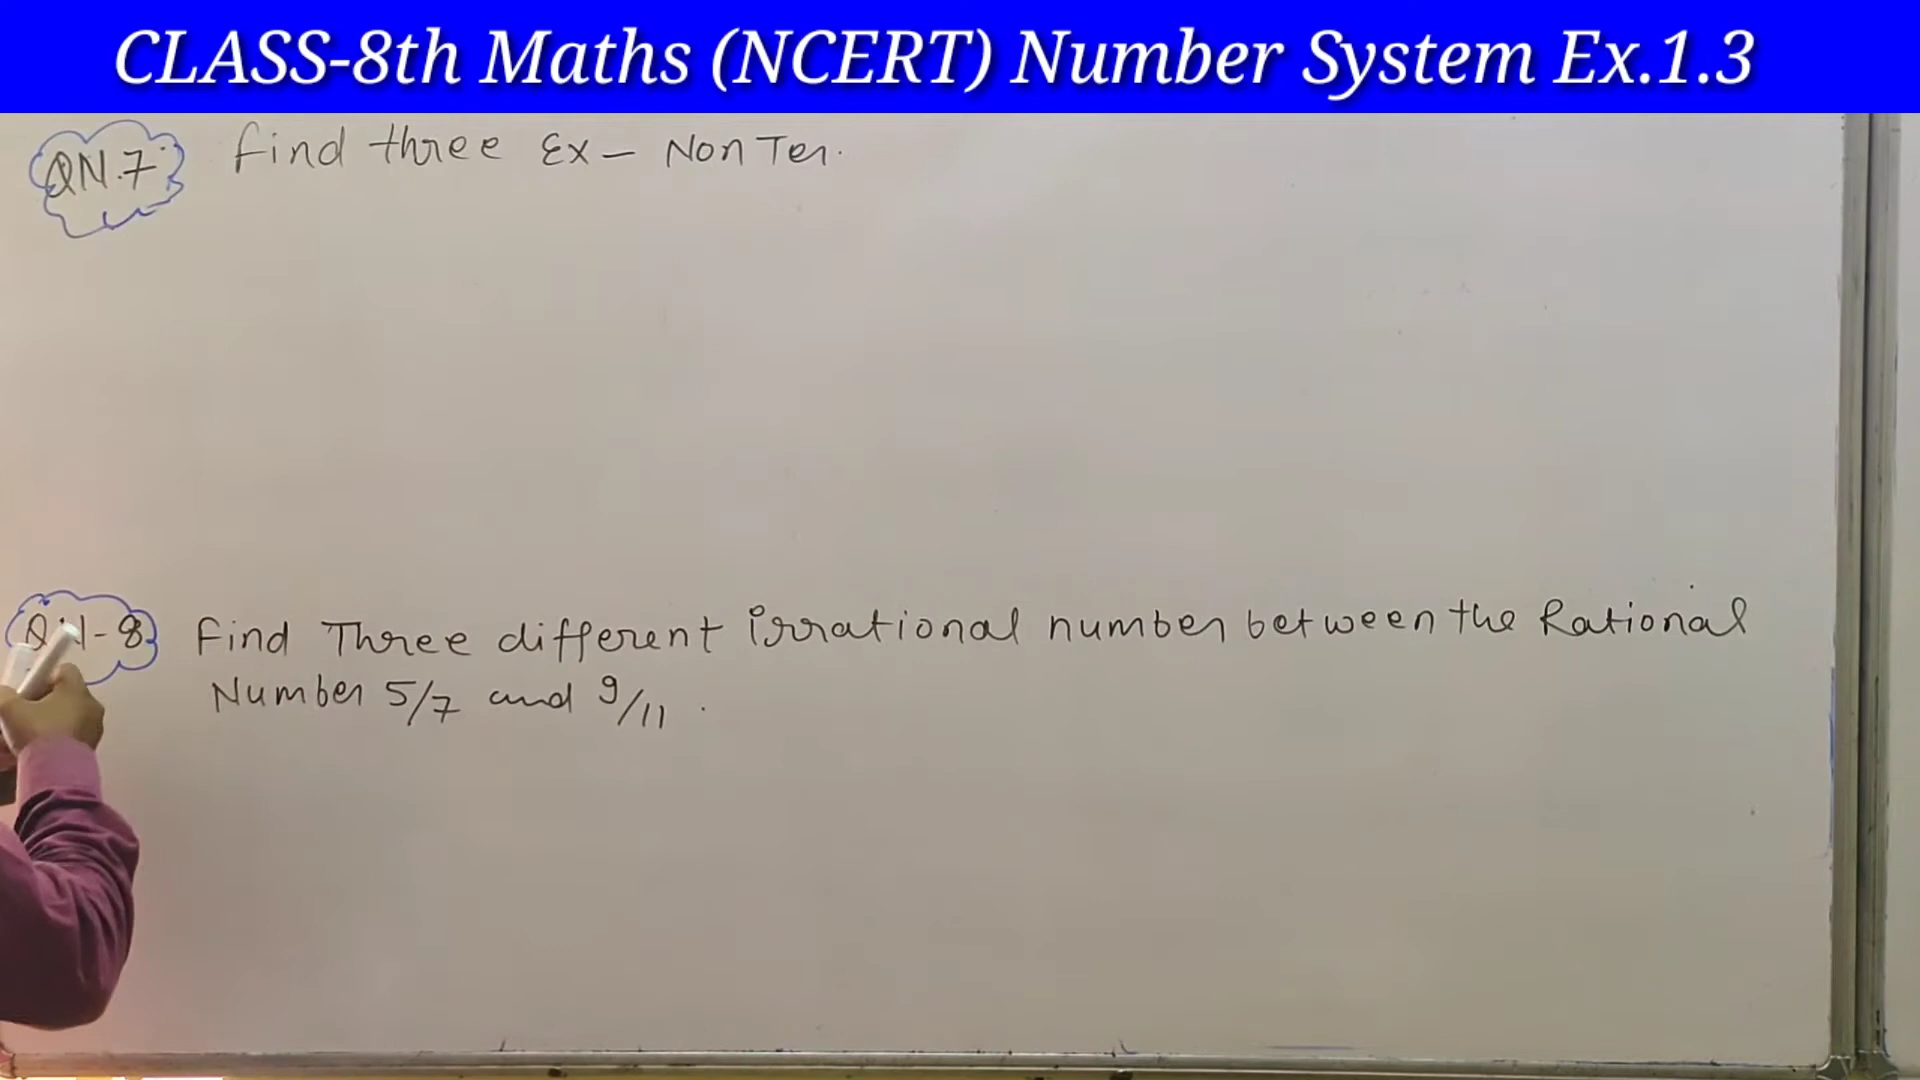 CLASS-8th Maths (NCERT) Number System Ex.1.3
QN.7 find three Ex- Non Ter.
QN-8 Find Three different irrational number between the Rational
Number 5/7 and 9/11.